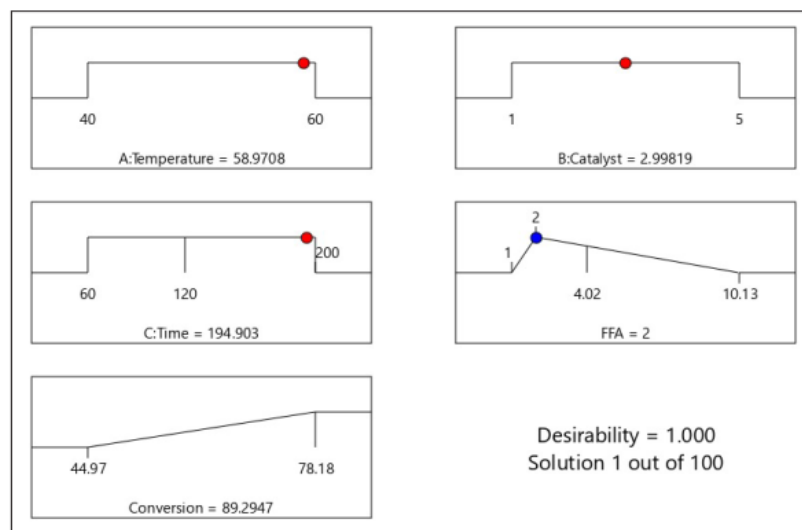 40
60
A:Temperature = 58.9708
1
5
B:Catalyst = 2.99819
200
60
120
C:Time = 194.903
2
1
4.02
10.13
FFA = 2
44.97
78.18
Conversion = 89.2947
Desirability = 1.000
Solution 1 out of 100